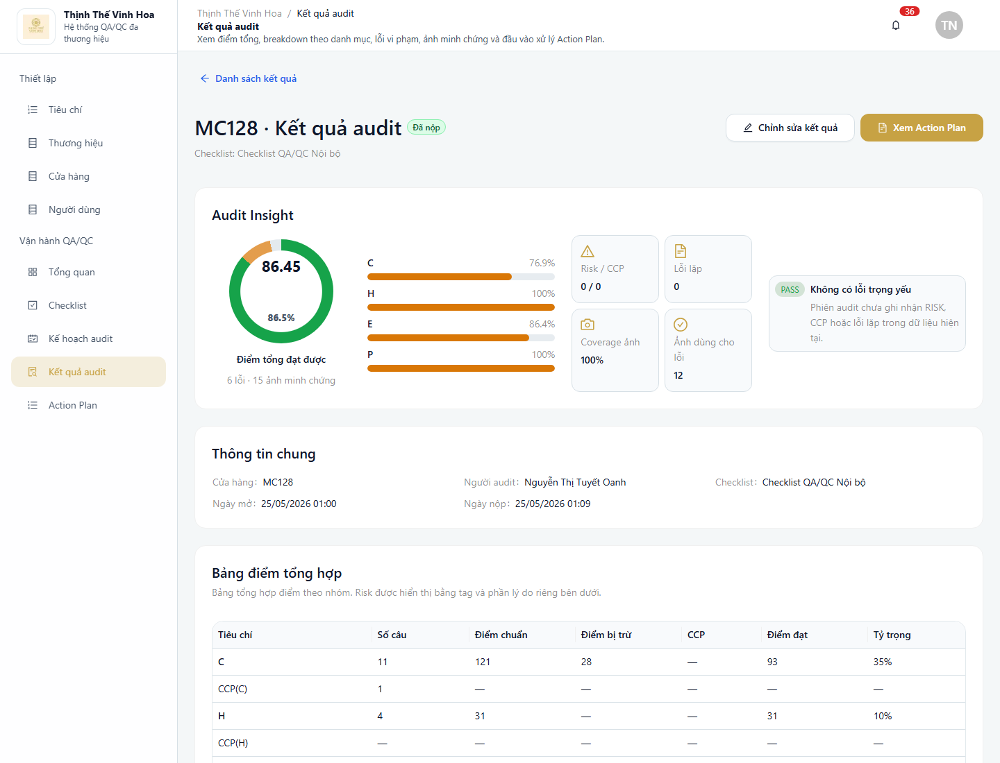 Thịnh Thế Vinh Hoa
Hệ thống QA/QC đa
thương hiệu
Thiết lập
Tiêu chí
Thương hiệu
Cửa hàng
Người dùng
Vận hành QA/QC
Tổng quan
Checklist
Kế hoạch audit
Kết quả audit
Action Plan
Thịnh Thế Vinh Hoa / Kết quả audit
Kết quả audit
Xem điểm tổng, breakdown theo danh mục, lỗi vi phạm, ảnh minh chứng và đầu vào xử lý Action Plan.
36
TN
Danh sách kết quả
MC128 · Kết quả audit Đã nộp
Chỉnh sửa kết quả
Xem Action Plan
Checklist: Checklist QA/QC Nội bộ
Audit Insight
86.45
86.5%
Điểm tổng đạt được
6 lỗi · 15 ảnh minh chứng
C 76.9%
H 100%
E 86.4%
P 100%
Risk / CCP
0 / 0
Lỗi lặp
0
Coverage ảnh
100%
Ảnh dùng cho
lỗi
12
PASS Không có lỗi trọng yếu
Phiên audit chưa ghi nhận RISK,
CCP hoặc lỗi lặp trong dữ liệu hiện
tại.
Thông tin chung
Cửa hàng: MC128
Người audit: Nguyễn Thị Tuyết Oanh
Checklist: Checklist QA/QC Nội bộ
Ngày mở: 25/05/2026 01:00
Ngày nộp: 25/05/2026 01:09
Bảng điểm tổng hợp
Bảng tổng hợp điểm theo nhóm. Risk được hiển thị bằng tag và phần lý do riêng bên dưới.
Tiêu chí Số câu Điểm chuẩn Điểm bị trừ CCP Điểm đạt Tỷ trọng
C 11 121 28 — 93 35%
CCP(C) 1 — — — — —
H 4 31 — — 31 10%
CCP(H) — — — — — —